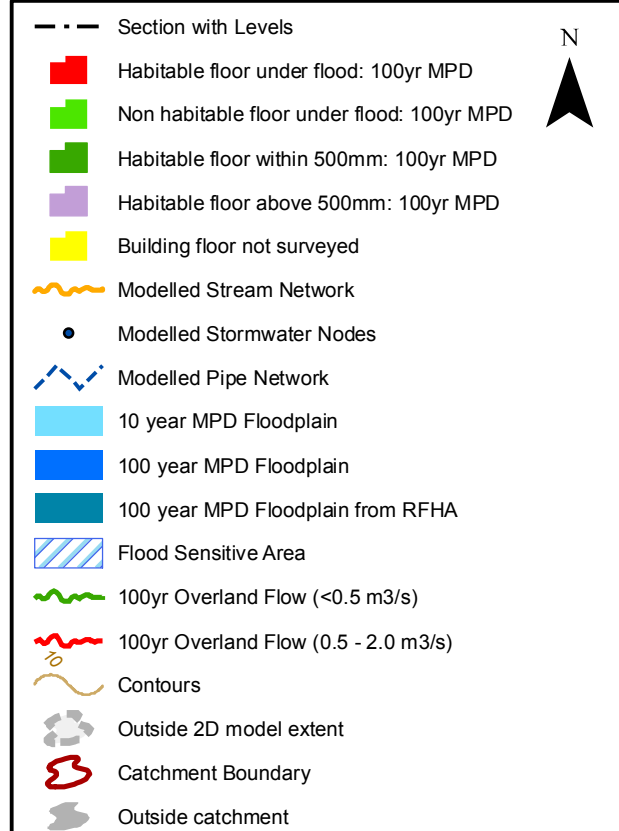 Section with Levels
N
Habitable floor under flood: 100yr MPD
Non habitable floor under flood: 100yr MPD
Habitable floor within 500mm: 100yr MPD
Habitable floor above 500mm: 100yr MPD
Building floor not surveyed
Modelled Stream Network
Modelled Stormwater Nodes
Modelled Pipe Network
10 year MPD Floodplain
100 year MPD Floodplain
100 year MPD Floodplain from RFHA
Flood Sensitive Area
100yr Overland Flow (<0.5 m3/s)
100yr Overland Flow (0.5 - 2.0 m3/s)
10
Contours
Outside 2D model extent
Catchment Boundary
Outside catchment